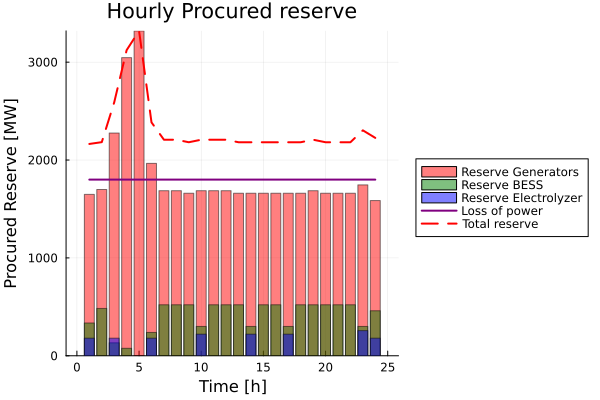 Hourly Procured reserve
Procured Reserve [MW]
3000
2000
1000
0
0
5
10
15
20
25
Time [h]
Reserve Generators
Reserve BESS
Reserve Electrolyzer
Loss of power
Total reserve